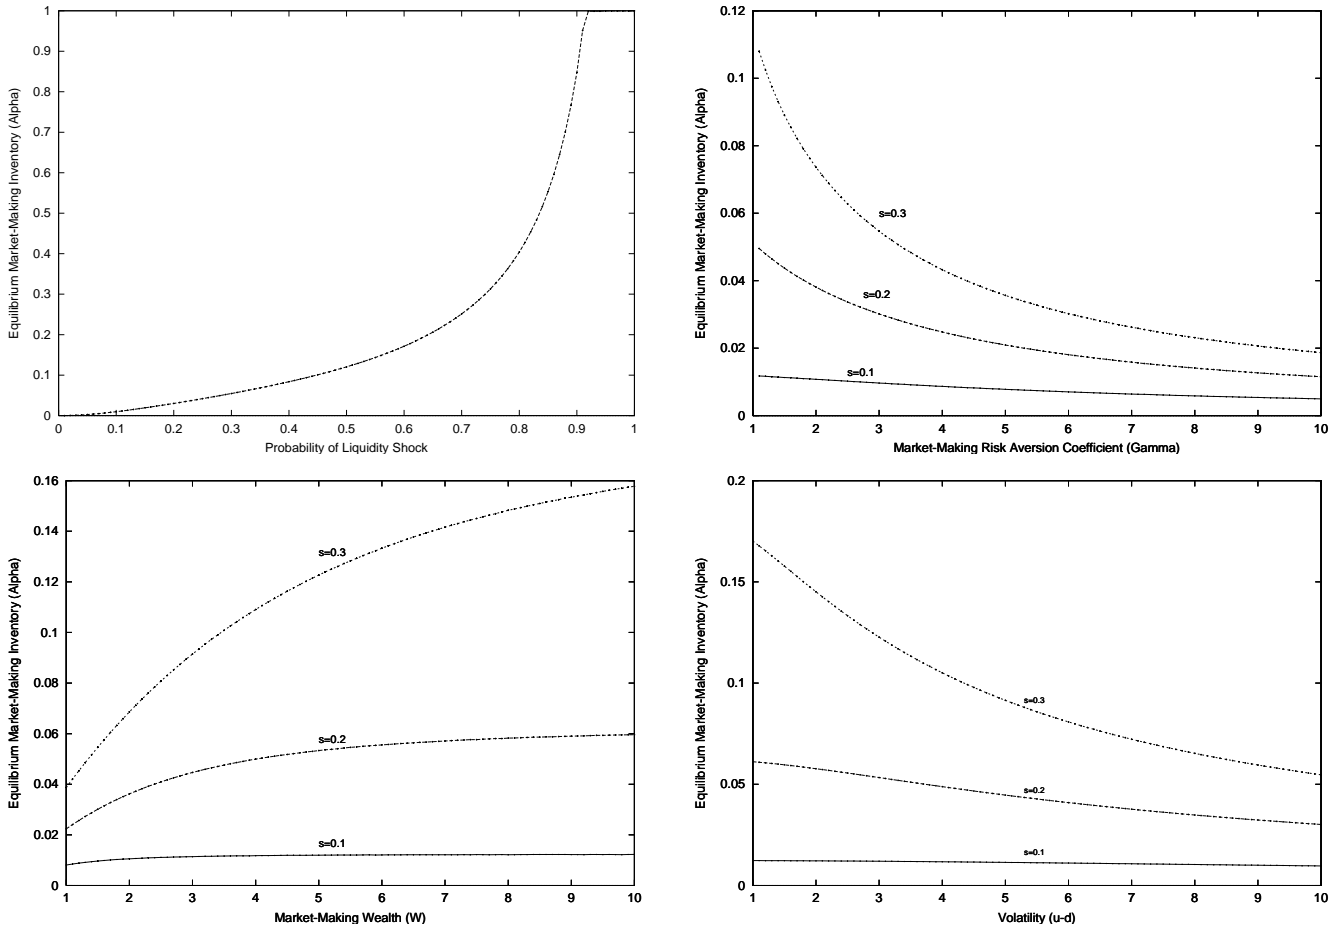 1
0.9
0.8
0.7
0.6
0.5
0.4
0.3
0.2
0.1
0
Equilibrium Market-Making Inventory (Alpha)
0 0.1 0.2 0.3 0.4 0.5 0.6 0.7 0.8 0.9 1
Probability of Liquidity Shock
0.12
0.1
0.08
0.06
0.04
0.02
0
Equilibrium Market-Making Inventory (Alpha)
s=0.3
s=0.2
s=0.1
1 2 3 4 5 6 7 8 9 10
Market-Making Risk Aversion Coefficient (Gamma)
0.16
0.14
0.12
0.1
0.08
0.06
0.04
0.02
0
Equilibrium Market-Making Inventory (Alpha)
s=0.3
s=0.2
s=0.1
1 2 3 4 5 6 7 8 9 10
Market-Making Wealth (W)
0.2
0.15
0.1
0.05
0
Equilibrium Market-Making Inventory (Alpha)
s=0.3
s=0.2
s=0.1
1 2 3 4 5 6 7 8 9 10
Volatility (u-d)